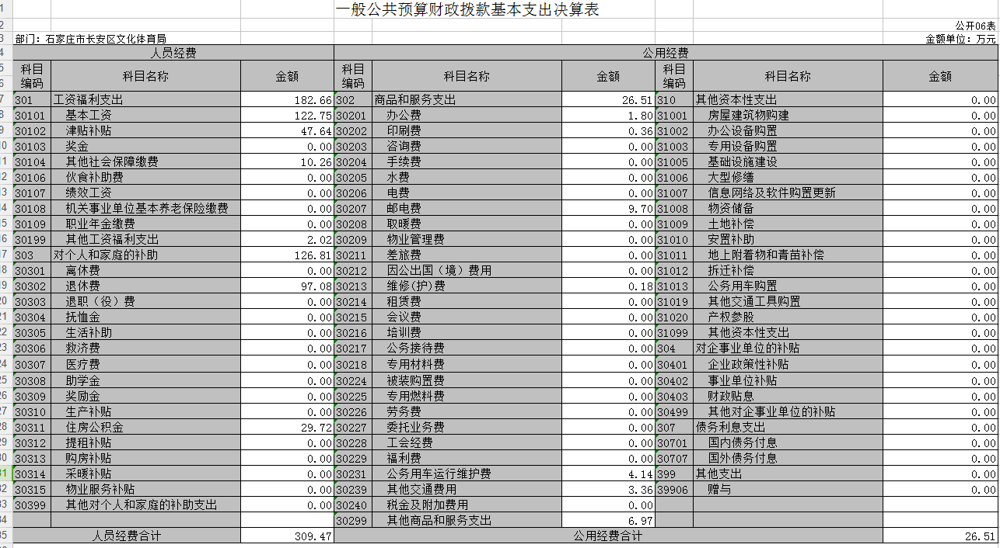 1 一般公共预算财政拨款基本支出决算表
2 公开06表
3 部门：石家庄市长安区文化体育局 金额单位：万元
4 人员经费 公用经费
5 科目 科目名称 金额 科目 科目名称 金额 科目 科目名称 金额
6 编码 编码 编码
7 301 工资福利支出 182.66 302 商品和服务支出 26.51 310 其他资本性支出 0.00
8 30101 基本工资 122.75 30201 办公费 1.80 31001 房屋建筑物购建 0.00
9 30102 津贴补贴 47.64 30202 印刷费 0.36 31002 办公设备购置 0.00
10 30103 奖金 0.00 30203 咨询费 0.00 31003 专用设备购置 0.00
11 30104 其他社会保障缴费 10.26 30204 手续费 0.00 31005 基础设施建设 0.00
12 30106 伙食补助费 0.00 30205 水费 0.00 31006 大型修缮 0.00
13 30107 绩效工资 0.00 30206 电费 0.00 31007 信息网络及软件购置更新 0.00
14 30108 机关事业单位基本养老保险缴费 0.00 30207 邮电费 9.70 31008 物资储备 0.00
15 30109 职业年金缴费 0.00 30208 取暖费 0.00 31009 土地补偿 0.00
16 30199 其他工资福利支出 2.02 30209 物业管理费 0.00 31010 安置补助 0.00
17 303 对个人和家庭的补助 126.81 30211 差旅费 0.00 31011 地上附着物和青苗补偿 0.00
18 30301 离休费 0.00 30212 因公出国（境）费用 0.00 31012 拆迁补偿 0.00
19 30302 退休费 97.08 30213 维修(护)费 0.18 31013 公务用车购置 0.00
20 30303 退职（役）费 0.00 30214 租赁费 0.00 31019 其他交通工具购置 0.00
21 30304 抚恤金 0.00 30215 会议费 0.00 31020 产权参股 0.00
22 30305 生活补助 0.00 30216 培训费 0.00 31099 其他资本性支出 0.00
23 30306 救济费 0.00 30217 公务接待费 0.00 304 对企事业单位的补贴 0.00
24 30307 医疗费 0.00 30218 专用材料费 0.00 30401 企业政策性补贴 0.00
25 30308 助学金 0.00 30224 被装购置费 0.00 30402 事业单位补贴 0.00
26 30309 奖励金 0.00 30225 专用燃料费 0.00 30403 财政贴息 0.00
27 30310 生产补贴 0.00 30226 劳务费 0.00 30499 其他对企事业单位的补贴 0.00
28 30311 住房公积金 29.72 30227 委托业务费 0.00 307 债务利息支出 0.00
29 30312 提租补贴 0.00 30228 工会经费 0.00 30701 国内债务付息 0.00
30 30313 购房补贴 0.00 30229 福利费 0.00 30707 国外债务付息 0.00
31 30314 采暖补贴 0.00 30231 公务用车运行维护费 4.14 399 其他支出 0.00
32 30315 物业服务补贴 0.00 30239 其他交通费用 3.36 39906 赠与 0.00
33 30399 其他对个人和家庭的补助支出 0.00 30240 税金及附加费用 0.00
34 30299 其他商品和服务支出 6.97
35 人员经费合计 309.47 公用经费合计 26.51